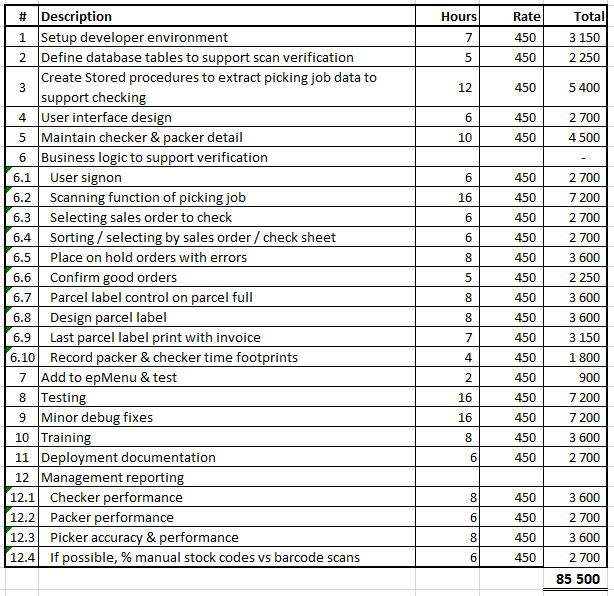 # Description Hours Rate Total
1 Setup developer environment 7 450 3 150
2 Define database tables to support scan verification 5 450 2 250
3 Create Stored procedures to extract picking job data to
support checking 12 450 5 400
4 User interface design 6 450 2 700
5 Maintain checker & packer detail 10 450 4 500
6 Business logic to support verification -
6.1 User signon 6 450 2 700
6.2 Scanning function of picking job 16 450 7 200
6.3 Selecting sales order to check 6 450 2 700
6.4 Sorting / selecting by sales order / check sheet 6 450 2 700
6.5 Place on hold orders with errors 8 450 3 600
6.6 Confirm good orders 5 450 2 250
6.7 Parcel label control on parcel full 8 450 3 600
6.8 Design parcel label 8 450 3 600
6.9 Last parcel label print with invoice 7 450 3 150
6.10 Record packer & checker time footprints 4 450 1 800
7 Add to epMenu & test 2 450 900
8 Testing 16 450 7 200
9 Minor debug fixes 16 450 7 200
10 Training 8 450 3 600
11 Deployment documentation 6 450 2 700
12 Management reporting
12.1 Checker performance 8 450 3 600
12.2 Packer performance 6 450 2 700
12.3 Picker accuracy & performance 8 450 3 600
12.4 If possible, % manual stock codes vs barcode scans 6 450 2 700
85 500